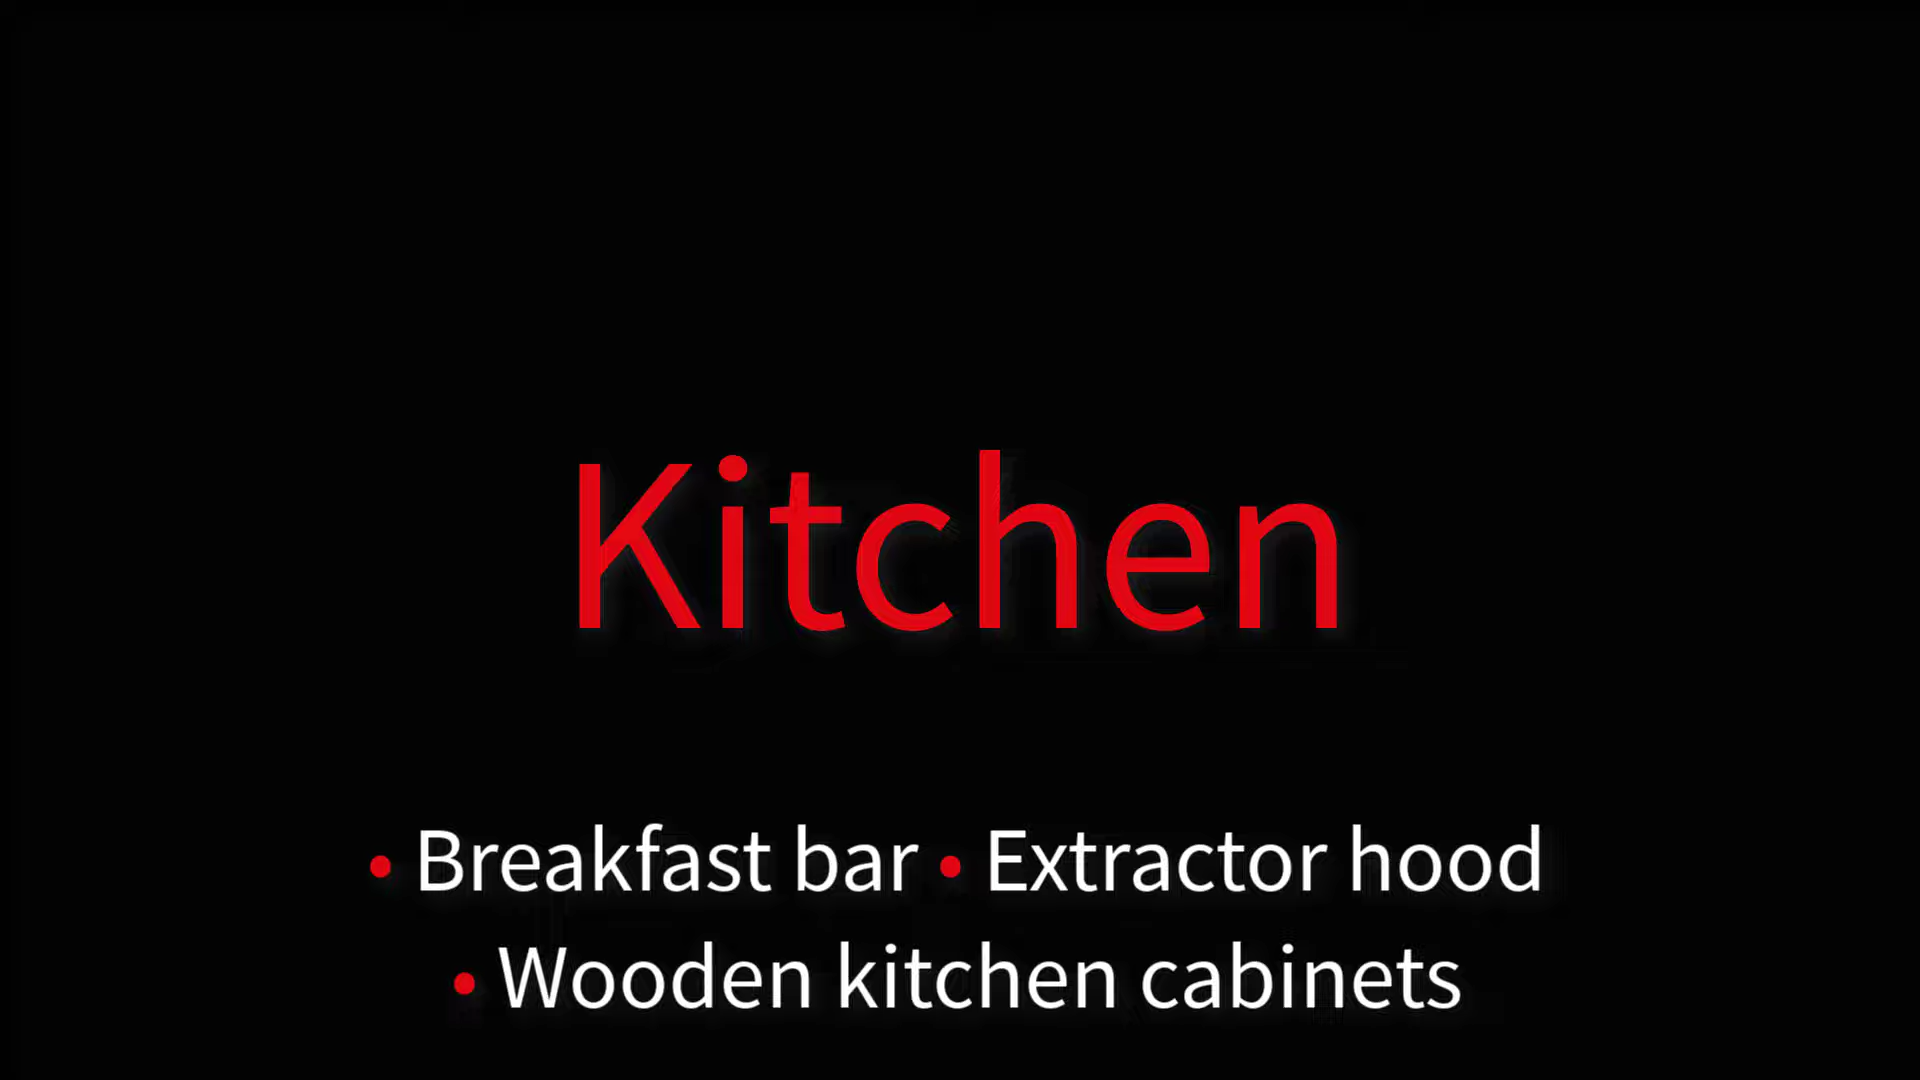 Kitchen
• Breakfast bar • Extractor hood
• Wooden kitchen cabinets